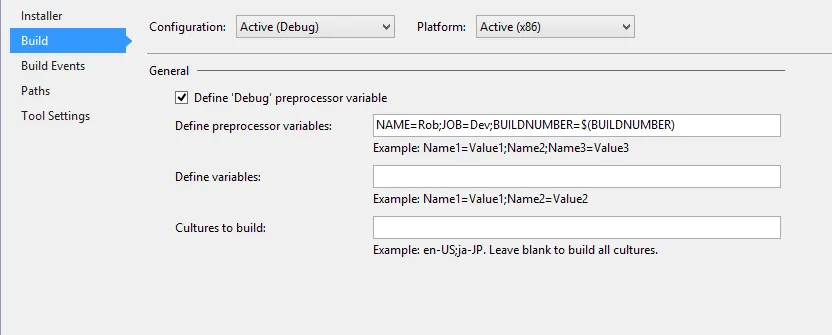 Installer
Build
Build Events
Paths
Tool Settings
Configuration: Active (Debug) Platform: Active (x86)
General
Define 'Debug' preprocessor variable
Define preprocessor variables: NAME=Rob;JOB=Dev;BUILDNUMBER=$(BUILDNUMBER)
Example: Name1=Value1;Name2;Name3=Value3
Define variables:
Example: Name1=Value1;Name2=Value2
Cultures to build:
Example: en-US;ja-JP. Leave blank to build all cultures.